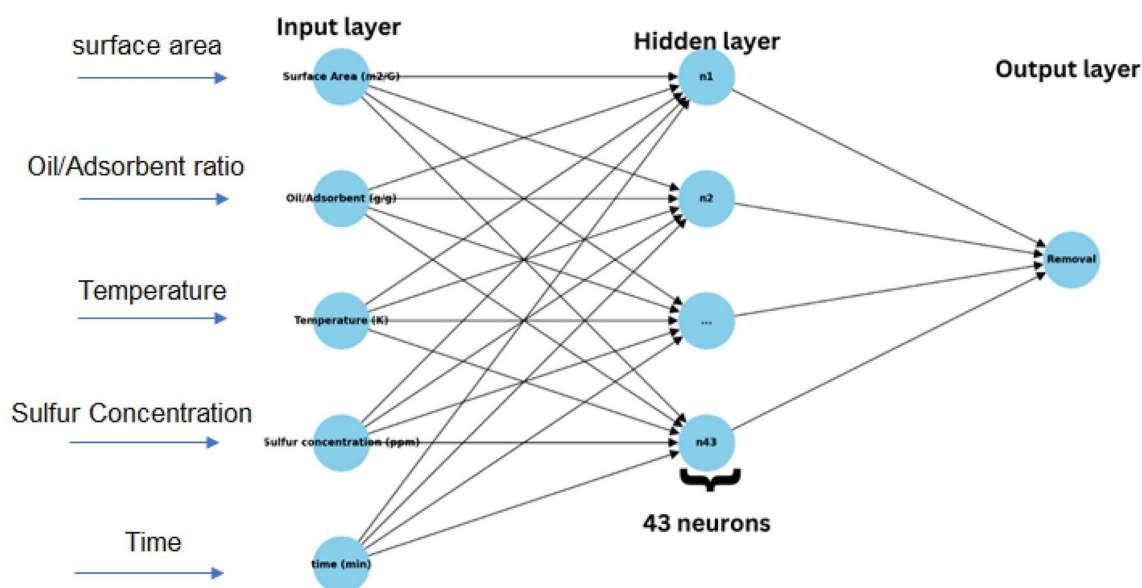 Input layer
Hidden layer
Output layer
surface area
Surface Area (m2/G)
n1
Oil/Adsorbent ratio
Oil/Adsorbent (g/g)
n2
Removal
Temperature
Temperature (K)
...
Sulfur Concentration
Sulfur concentration (ppm)
n43
43 neurons
Time
time (min)